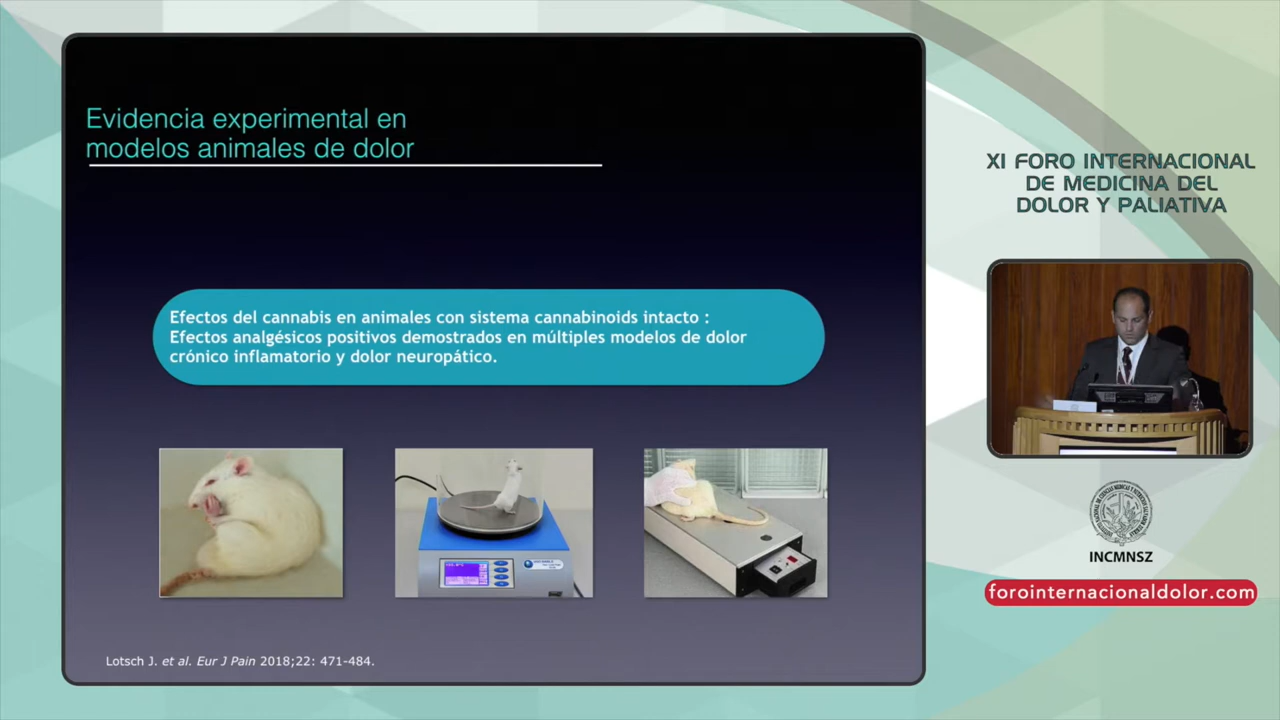 Evidencia experimental en
modelos animales de dolor
Efectos del cannabis en animales con sistema cannabinoids intacto :
Efectos analgésicos positivos demostrados en múltiples modelos de dolor
crónico inflamatorio y dolor neuropático.
Lotsch J. et al. Eur J Pain 2018;22: 471-484.
XI FORO INTERNACIONAL
DE MEDICINA DEL
DOLOR Y PALIATIVA
INCMNSZ
forointernacionaldolor.com